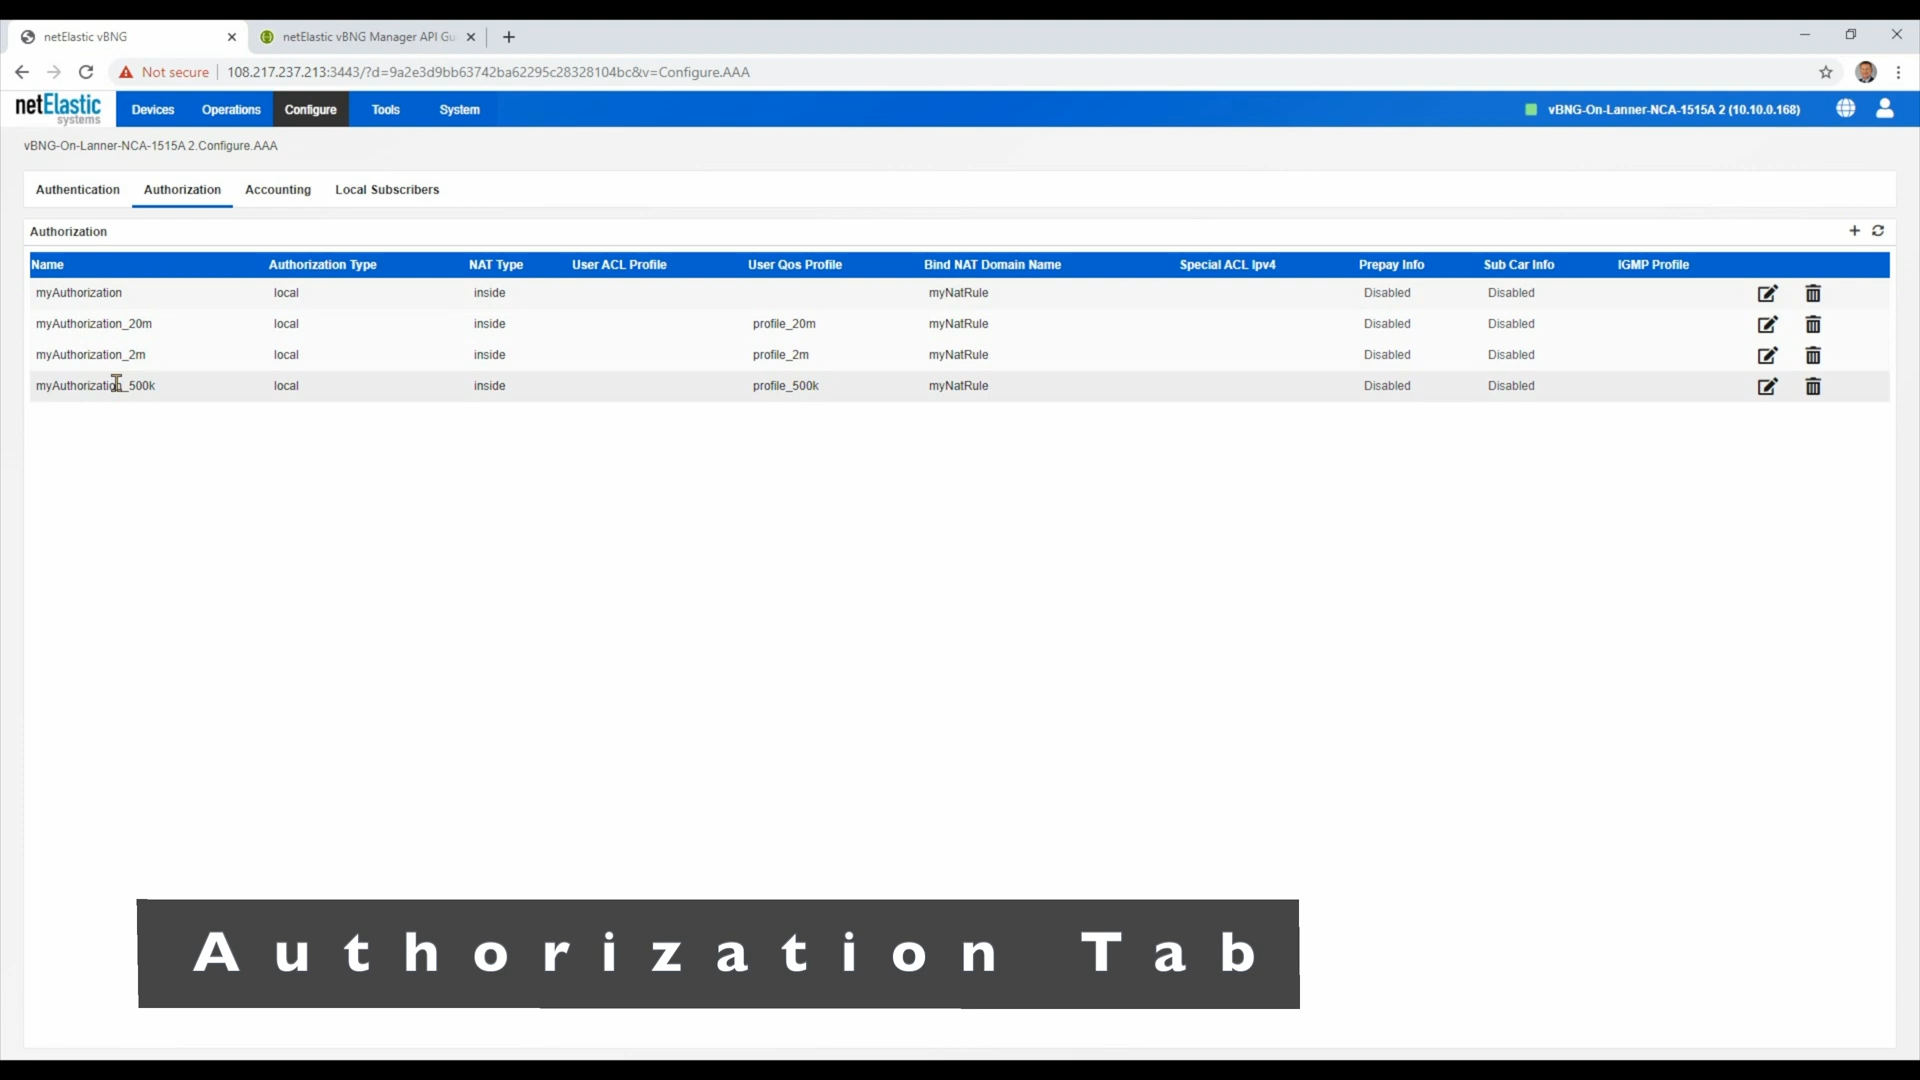 netElastic vBNG
netElastic vBNG Manager API Gu
Not secure
108.217.237.213:3443/?d=9a2e3d9bb63742ba62295c28328104bc&v=Configure.AAA
netElastic
systems
Devices Operations Configure Tools System
vBNG-On-Lanner-NCA-1515A 2 (10.10.0.168)
vBNG-On-Lanner-NCA-1515A 2.Configure.AAA
Authentication Authorization Accounting Local Subscribers
Authorization
Name Authorization Type NAT Type User ACL Profile User Qos Profile Bind NAT Domain Name Special ACL Ipv4 Prepay Info Sub Car Info IGMP Profile
myAuthorization local inside myNatRule Disabled Disabled
myAuthorization_20m local inside profile_20m myNatRule Disabled Disabled
myAuthorization_2m local inside profile_2m myNatRule Disabled Disabled
myAuthorization_500k local inside profile_500k myNatRule Disabled Disabled
Authorization Tab